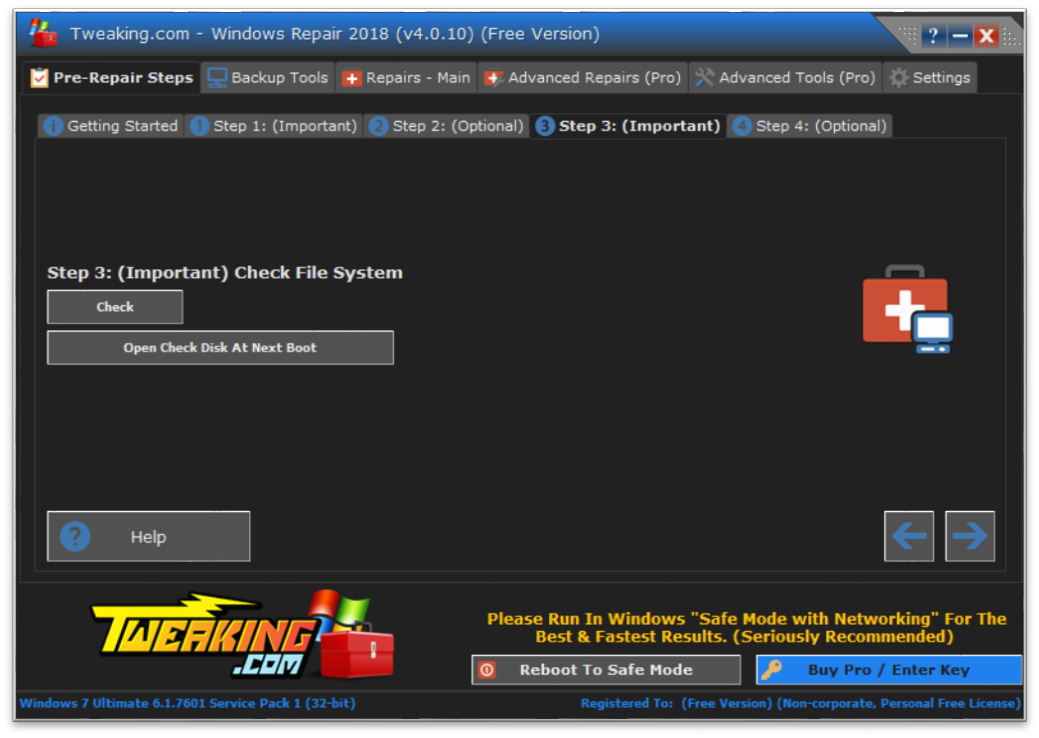 Tweaking.com - Windows Repair 2018 (v4.0.10) (Free Version)
?
Pre-Repair Steps Backup Tools Repairs - Main Advanced Repairs (Pro) Advanced Tools (Pro) Settings
i Getting Started 1 Step 1: (Important) 2 Step 2: (Optional) 3 Step 3: (Important) 4 Step 4: (Optional)
Step 3: (Important) Check File System
Check
Open Check Disk At Next Boot
? Help
TWEAKING
.COM
Please Run In Windows "Safe Mode with Networking" For The
Best & Fastest Results. (Seriously Recommended)
Reboot To Safe Mode Buy Pro / Enter Key
Windows 7 Ultimate 6.1.7601 Service Pack 1 (32-bit) Registered To: (Free Version) (Non-corporate, Personal Free License)